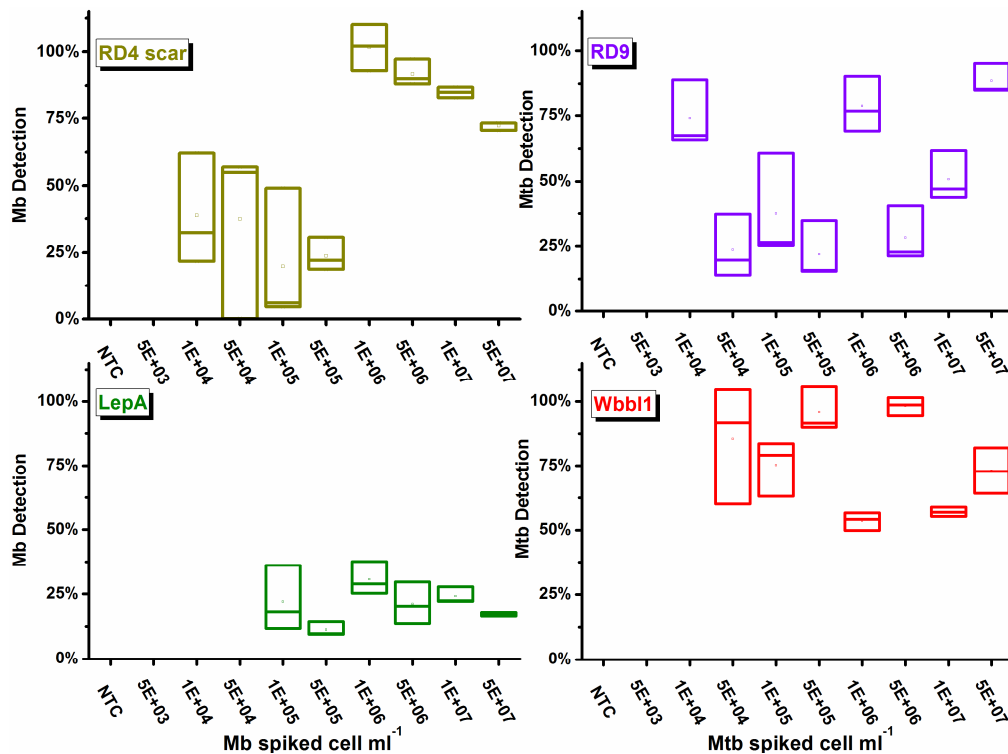 RD4 scar
Mb Detection
100%
75%
50%
25%
0%
NTC
5E+03
1E+04
5E+04
1E+05
5E+05
1E+06
5E+06
1E+07
5E+07
RD9
Mtb Detection
100%
75%
50%
25%
0%
NTC
5E+03
1E+04
5E+04
1E+05
5E+05
1E+06
5E+06
1E+07
5E+07
LepA
Mb Detection
100%
75%
50%
25%
0%
NTC
5E+03
1E+04
5E+04
1E+05
5E+05
1E+06
5E+06
1E+07
5E+07
Mb spiked cell ml⁻¹
Wbbl1
Mtb Detection
100%
75%
50%
25%
0%
NTC
5E+03
1E+04
5E+04
1E+05
5E+05
1E+06
5E+06
1E+07
5E+07
Mtb spiked cell ml⁻¹